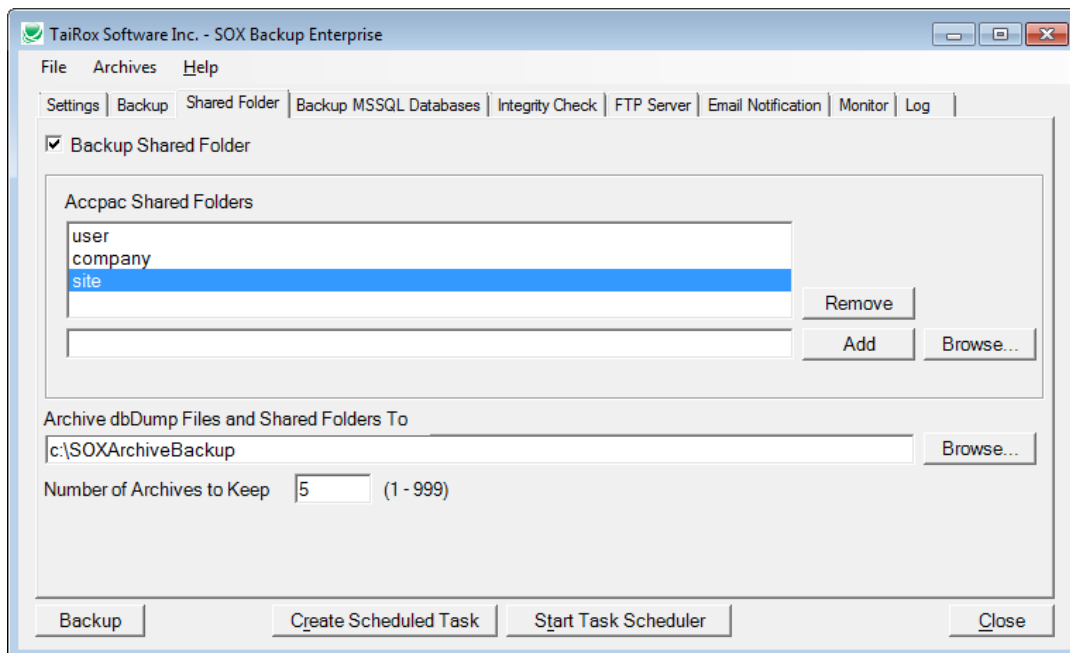 TaiRox Software Inc. - SOX Backup Enterprise
File Archives Help
Settings Backup Shared Folder Backup MSSQL Databases Integrity Check FTP Server Email Notification Monitor Log
Backup Shared Folder
Accpac Shared Folders
user
company
site
Remove
Add Browse...
Archive dbDump Files and Shared Folders To
c:\SOXArchiveBackup Browse...
Number of Archives to Keep 5 (1 - 999)
Backup Create Scheduled Task Start Task Scheduler Close